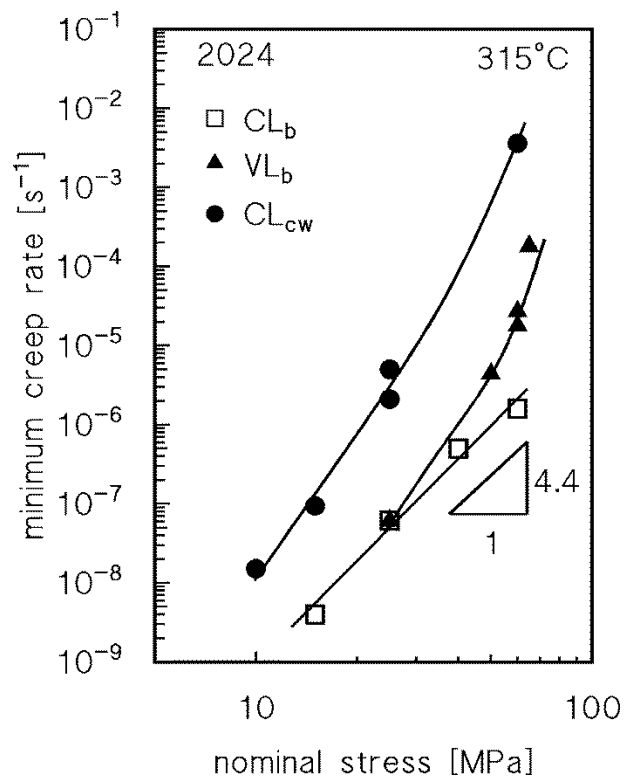 10⁻¹
2024 315°C
10⁻²
CL_b
VL_b
10⁻³
CL_cw
10⁻⁴
10⁻⁵
10⁻⁶
4.4
10⁻⁷
1
10⁻⁸
10⁻⁹
10 100
nominal stress [MPa]
minimum creep rate [s⁻¹]